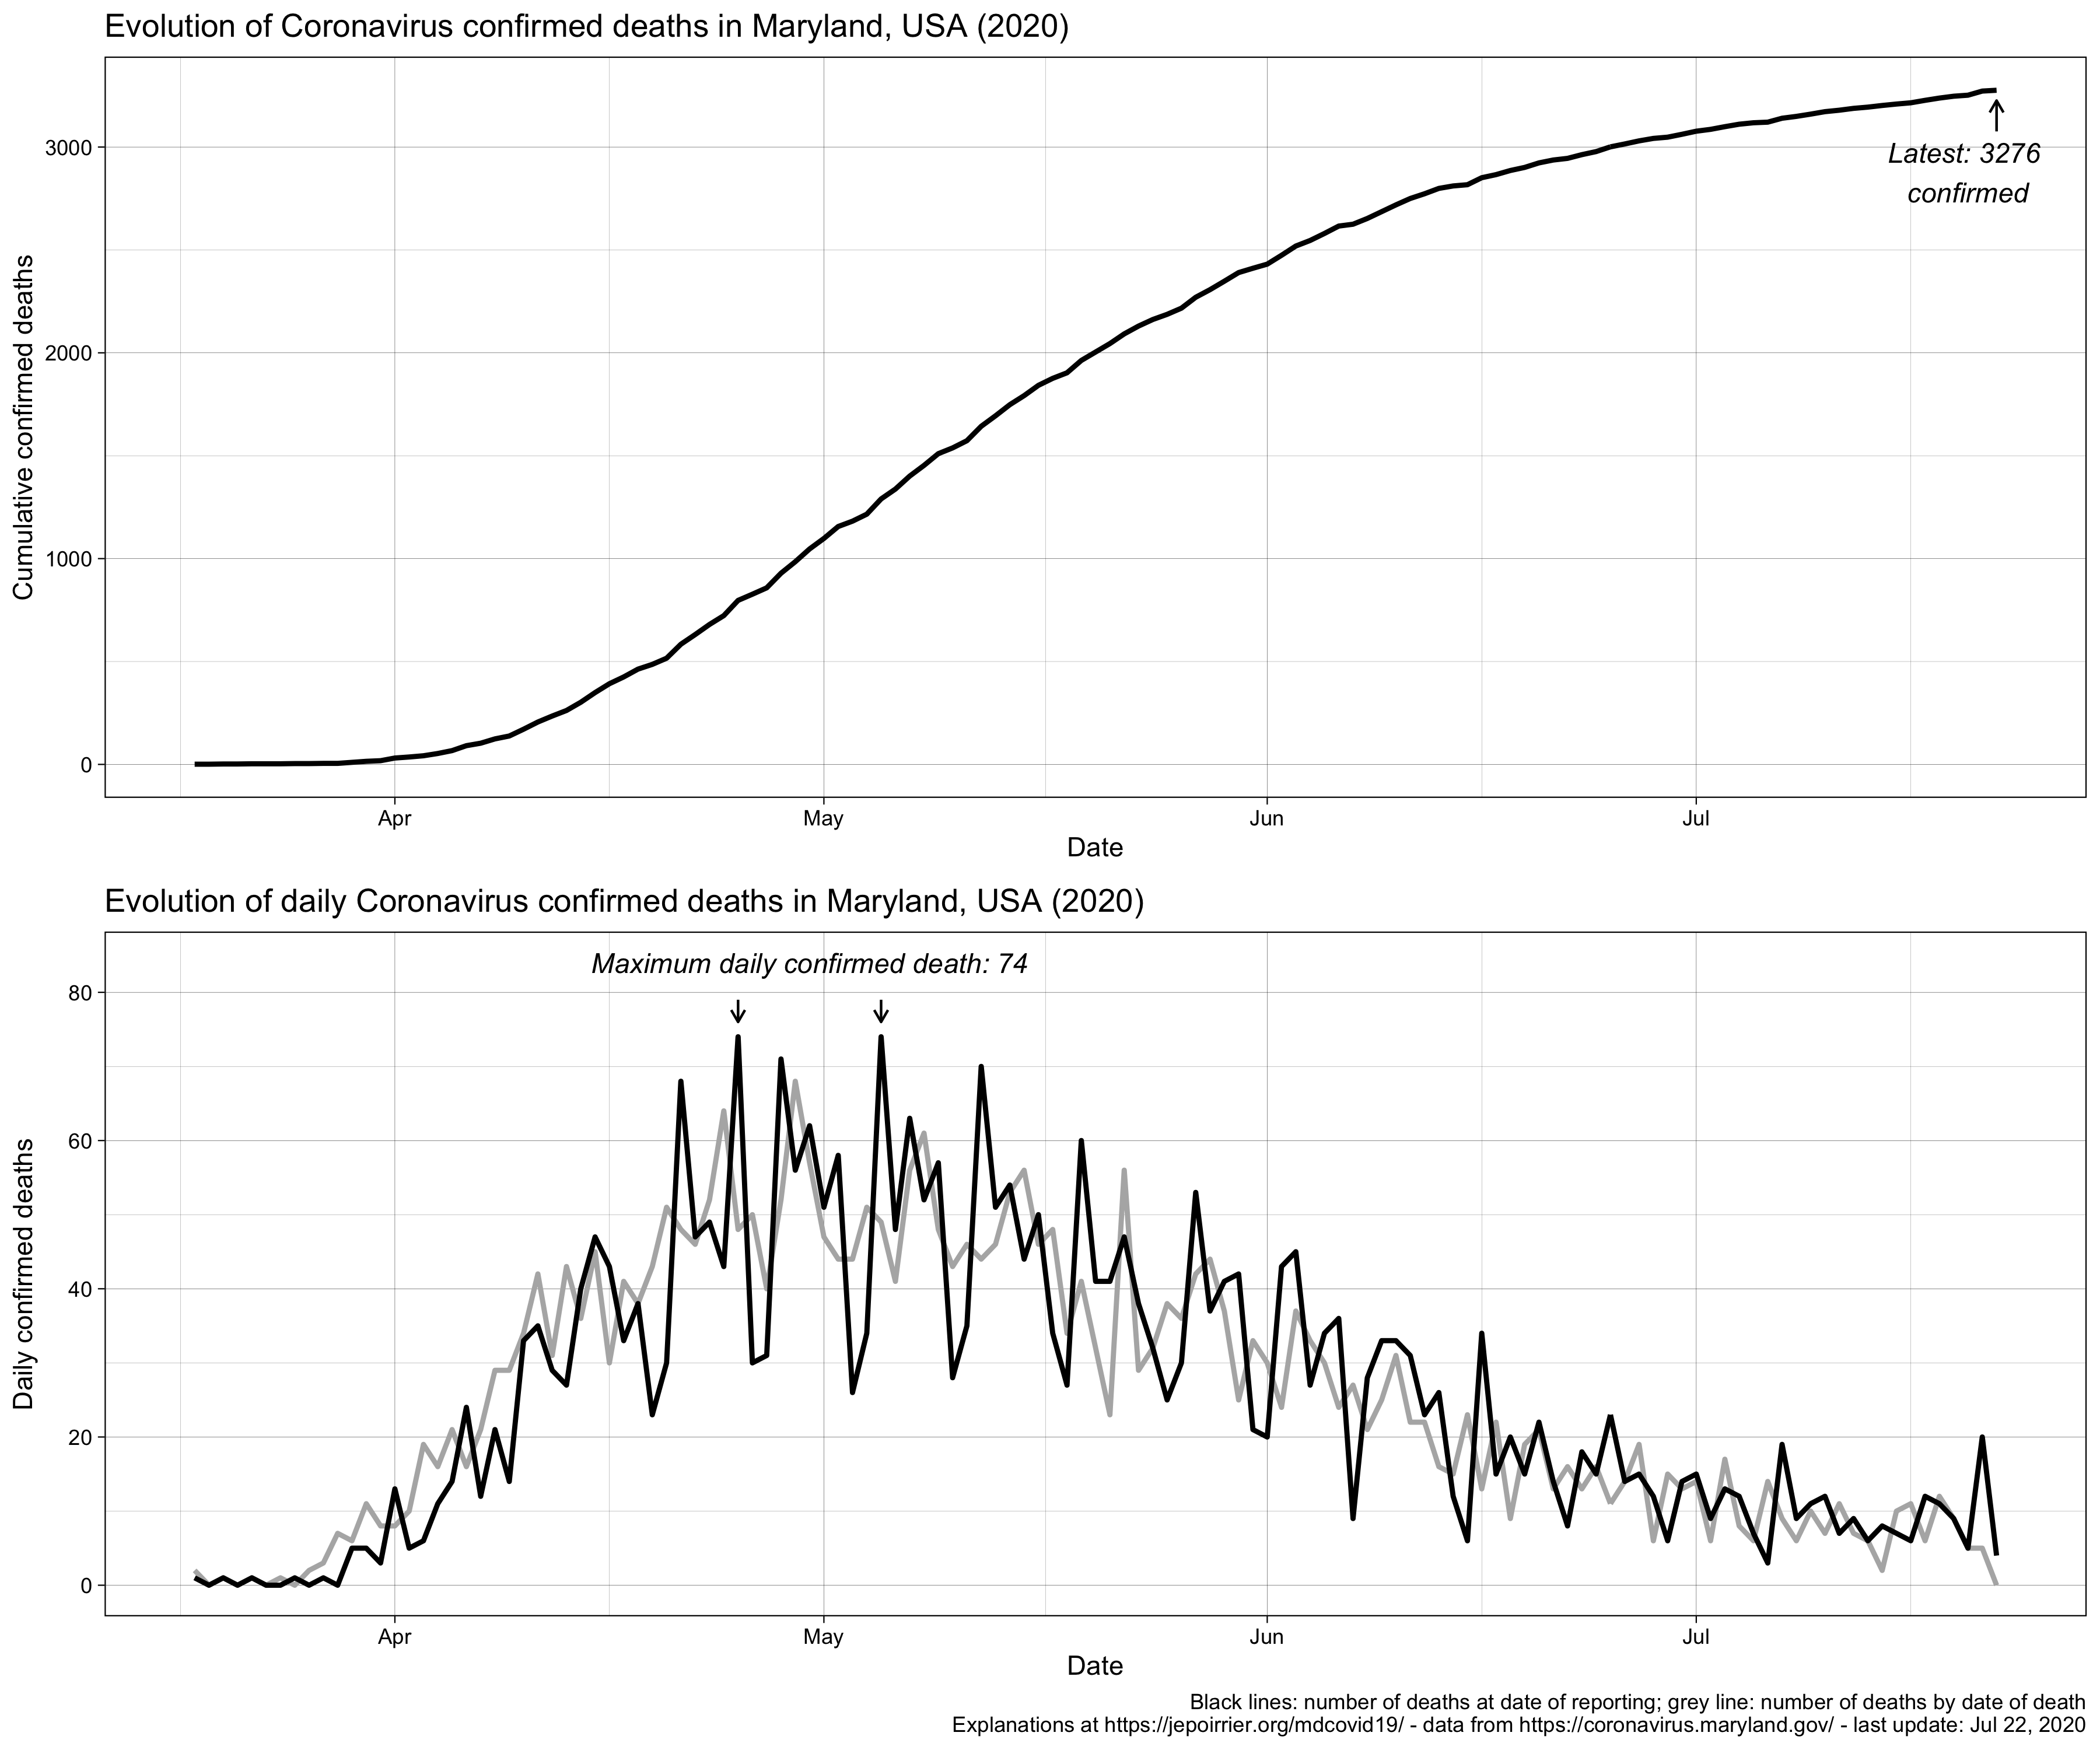 Evolution of Coronavirus confirmed deaths in Maryland, USA (2020)
Cumulative confirmed deaths
3000
2000
1000
0
Latest: 3276
confirmed
Apr
May
Jun
Jul
Date
Evolution of daily Coronavirus confirmed deaths in Maryland, USA (2020)
Daily confirmed deaths
Maximum daily confirmed death: 74
80
60
40
20
0
Apr
May
Jun
Jul
Date
Black lines: number of deaths at date of reporting; grey line: number of deaths by date of death
Explanations at https://jepoirrier.org/mdcovid19/ - data from https://coronavirus.maryland.gov/ - last update: Jul 22, 2020